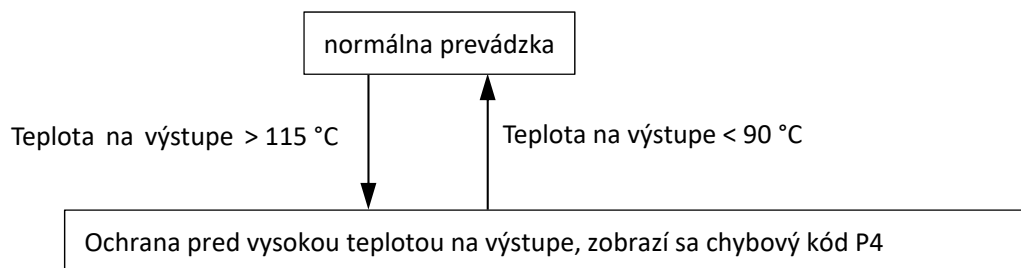 normálna prevádzka
Teplota na výstupe > 115 °C
Teplota na výstupe < 90 °C
Ochrana pred vysokou teplotou na výstupe, zobrazí sa chybový kód P4